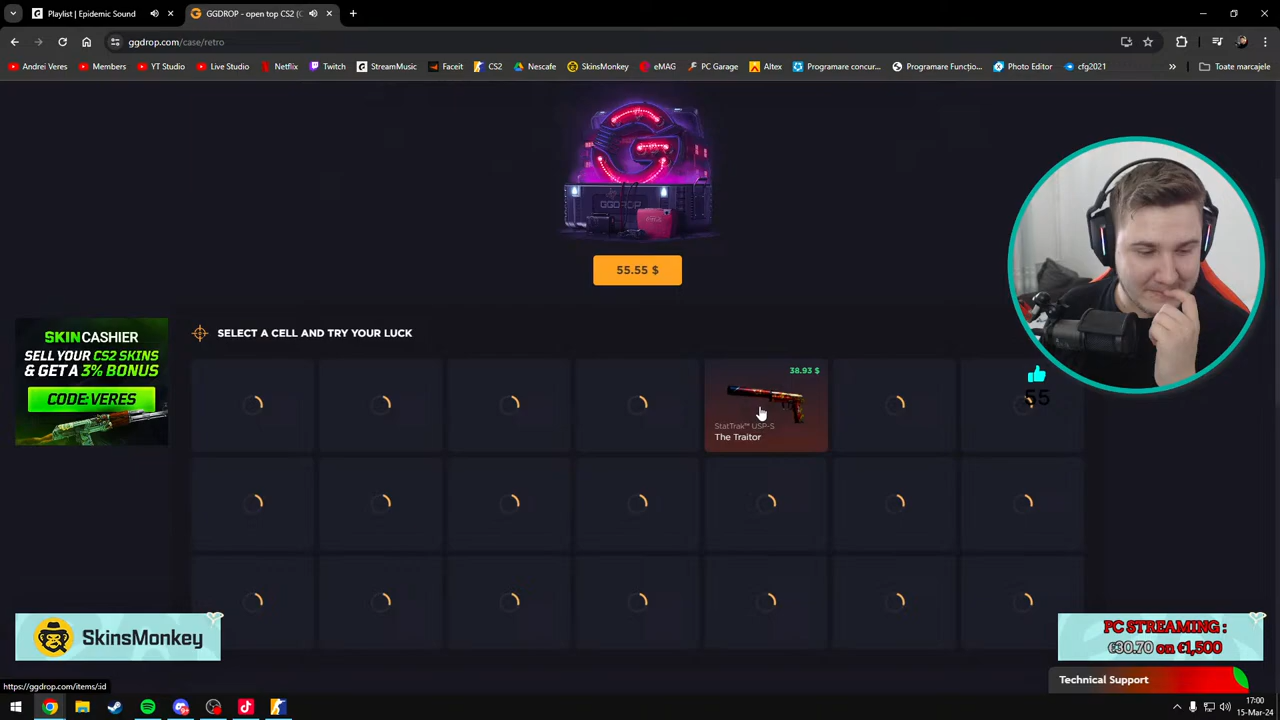 Playlist | Epidemic Sound
GGDROP - open top CS2 (
ggdrop.com/case/retro
Andrei Veres
Members
YT Studio
Live Studio
Netflix
Twitch
StreamMusic
Faceit
CS2
Nescafe
SkinsMonkey
eMAG
PC Garage
Altex
Programare concur...
Programare Funcțio...
Photo Editor
cfg2021
Toate marcajele
GGDROP
55.55 $
SELECT A CELL AND TRY YOUR LUCK
SKINCASHIER
SELL YOUR CS2 SKINS
& GET A 3% BONUS
CODE:VERES
38.93 $
StatTrak™ USP-S
The Traitor
55
SkinsMonkey
PC STREAMING :
€30.70 on €1,500
Technical Support
https://ggdrop.com/items/:id
17:00
15-Mar-24